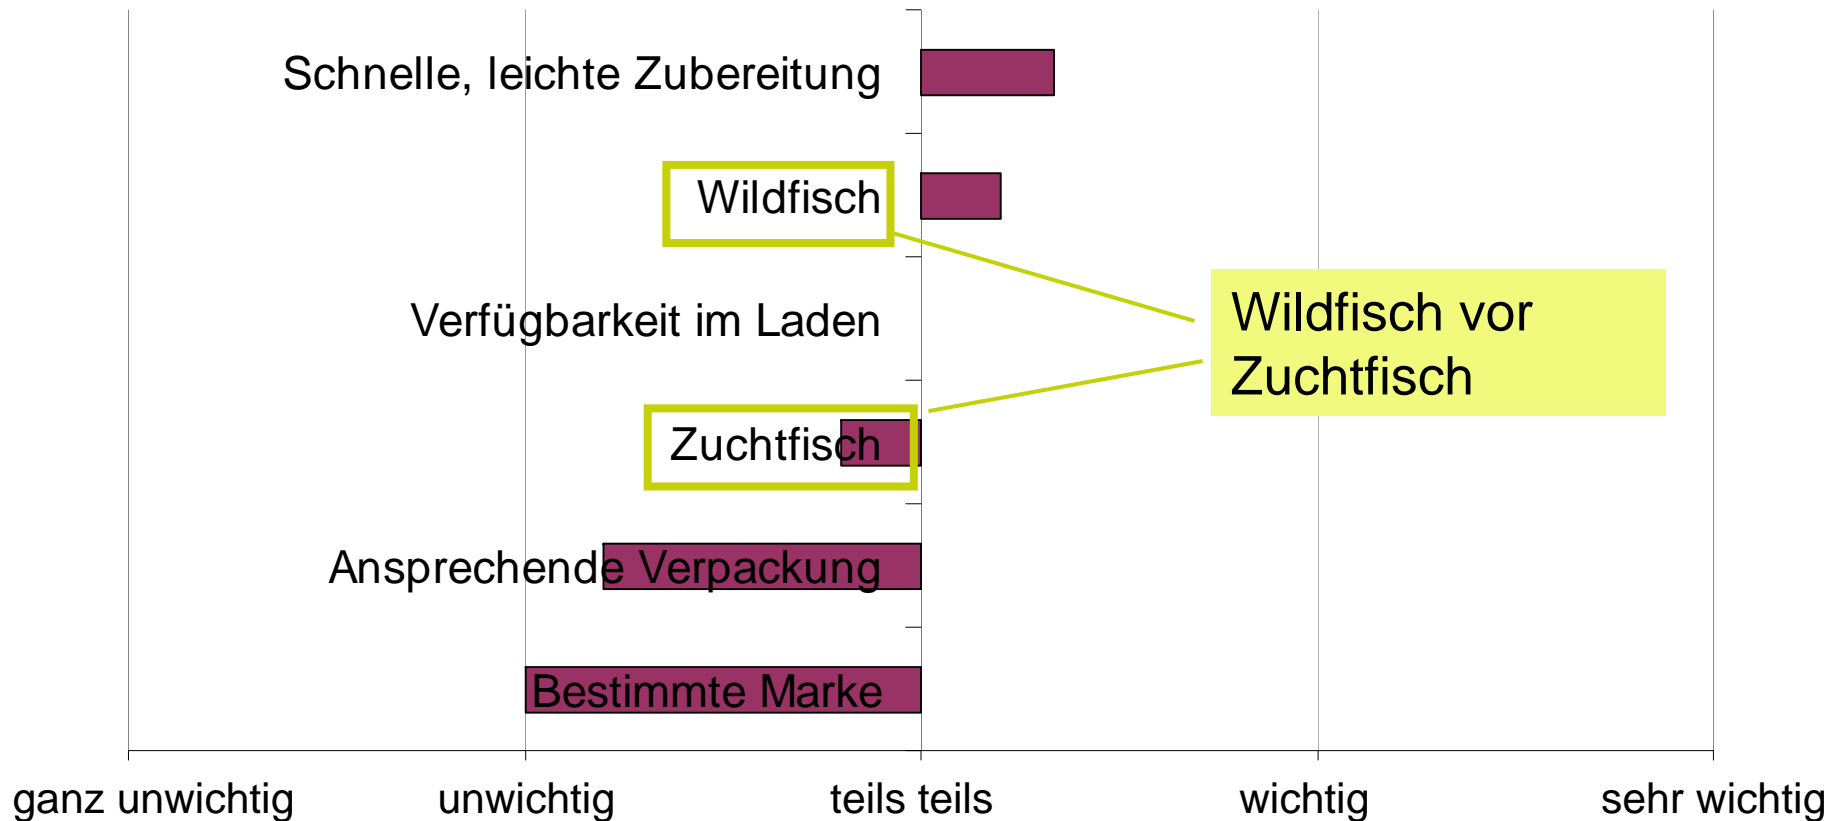 Schnelle, leichte Zubereitung
Wildfisch
Verfügbarkeit im Laden
Wildfisch vor
Zuchtfisch
Zuchtfisch
Ansprechende Verpackung
Bestimmte Marke
ganz unwichtig unwichtig teils teils wichtig sehr wichtig